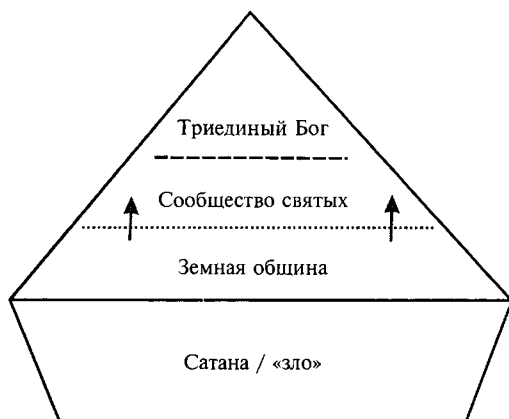 Триединый Бог
Сообщество святых
Земная община
Сатана / «зло»